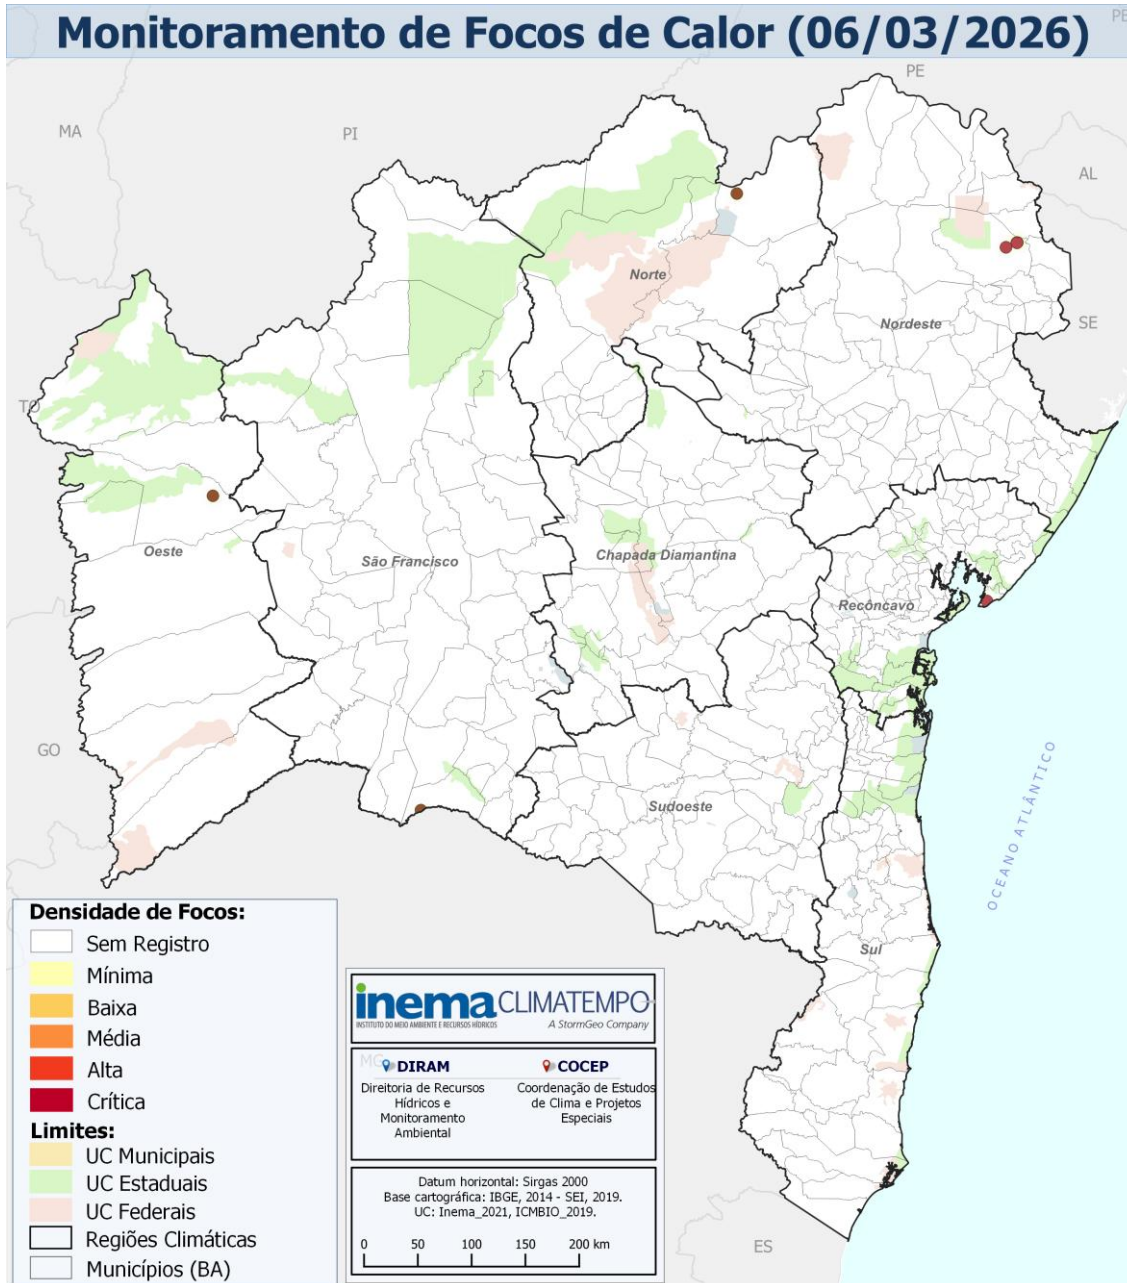 Monitoramento de Focos de Calor (06/03/2026)
PE
PE
MA
PI
AL
Norte
Nordeste
SE
TO
Oeste
São Francisco
Chapada Diamantina
Recôncavo
GO
Sudoeste
OCEANO ATLÂNTICO
Sul
Densidade de Focos:
Sem Registro
Mínima
Baixa
Média
Alta
Crítica
Limites:
UC Municipais
UC Estaduais
UC Federais
Regiões Climáticas
Municípios (BA)
inema
INSTITUTO DO MEIO AMBIENTE E RECURSOS HÍDRICOS
CLIMATEMPO
A StormGeo Company
MG
DIRAM
Direitoria de Recursos
Hídricos e
Monitoramento
Ambiental
COCEP
Coordenação de Estudos
de Clima e Projetos
Especiais
Datum horizontal: Sirgas 2000
Base cartográfica: IBGE, 2014 - SEI, 2019.
UC: Inema_2021, ICMBIO_2019.
0 50 100 150 200 km
ES